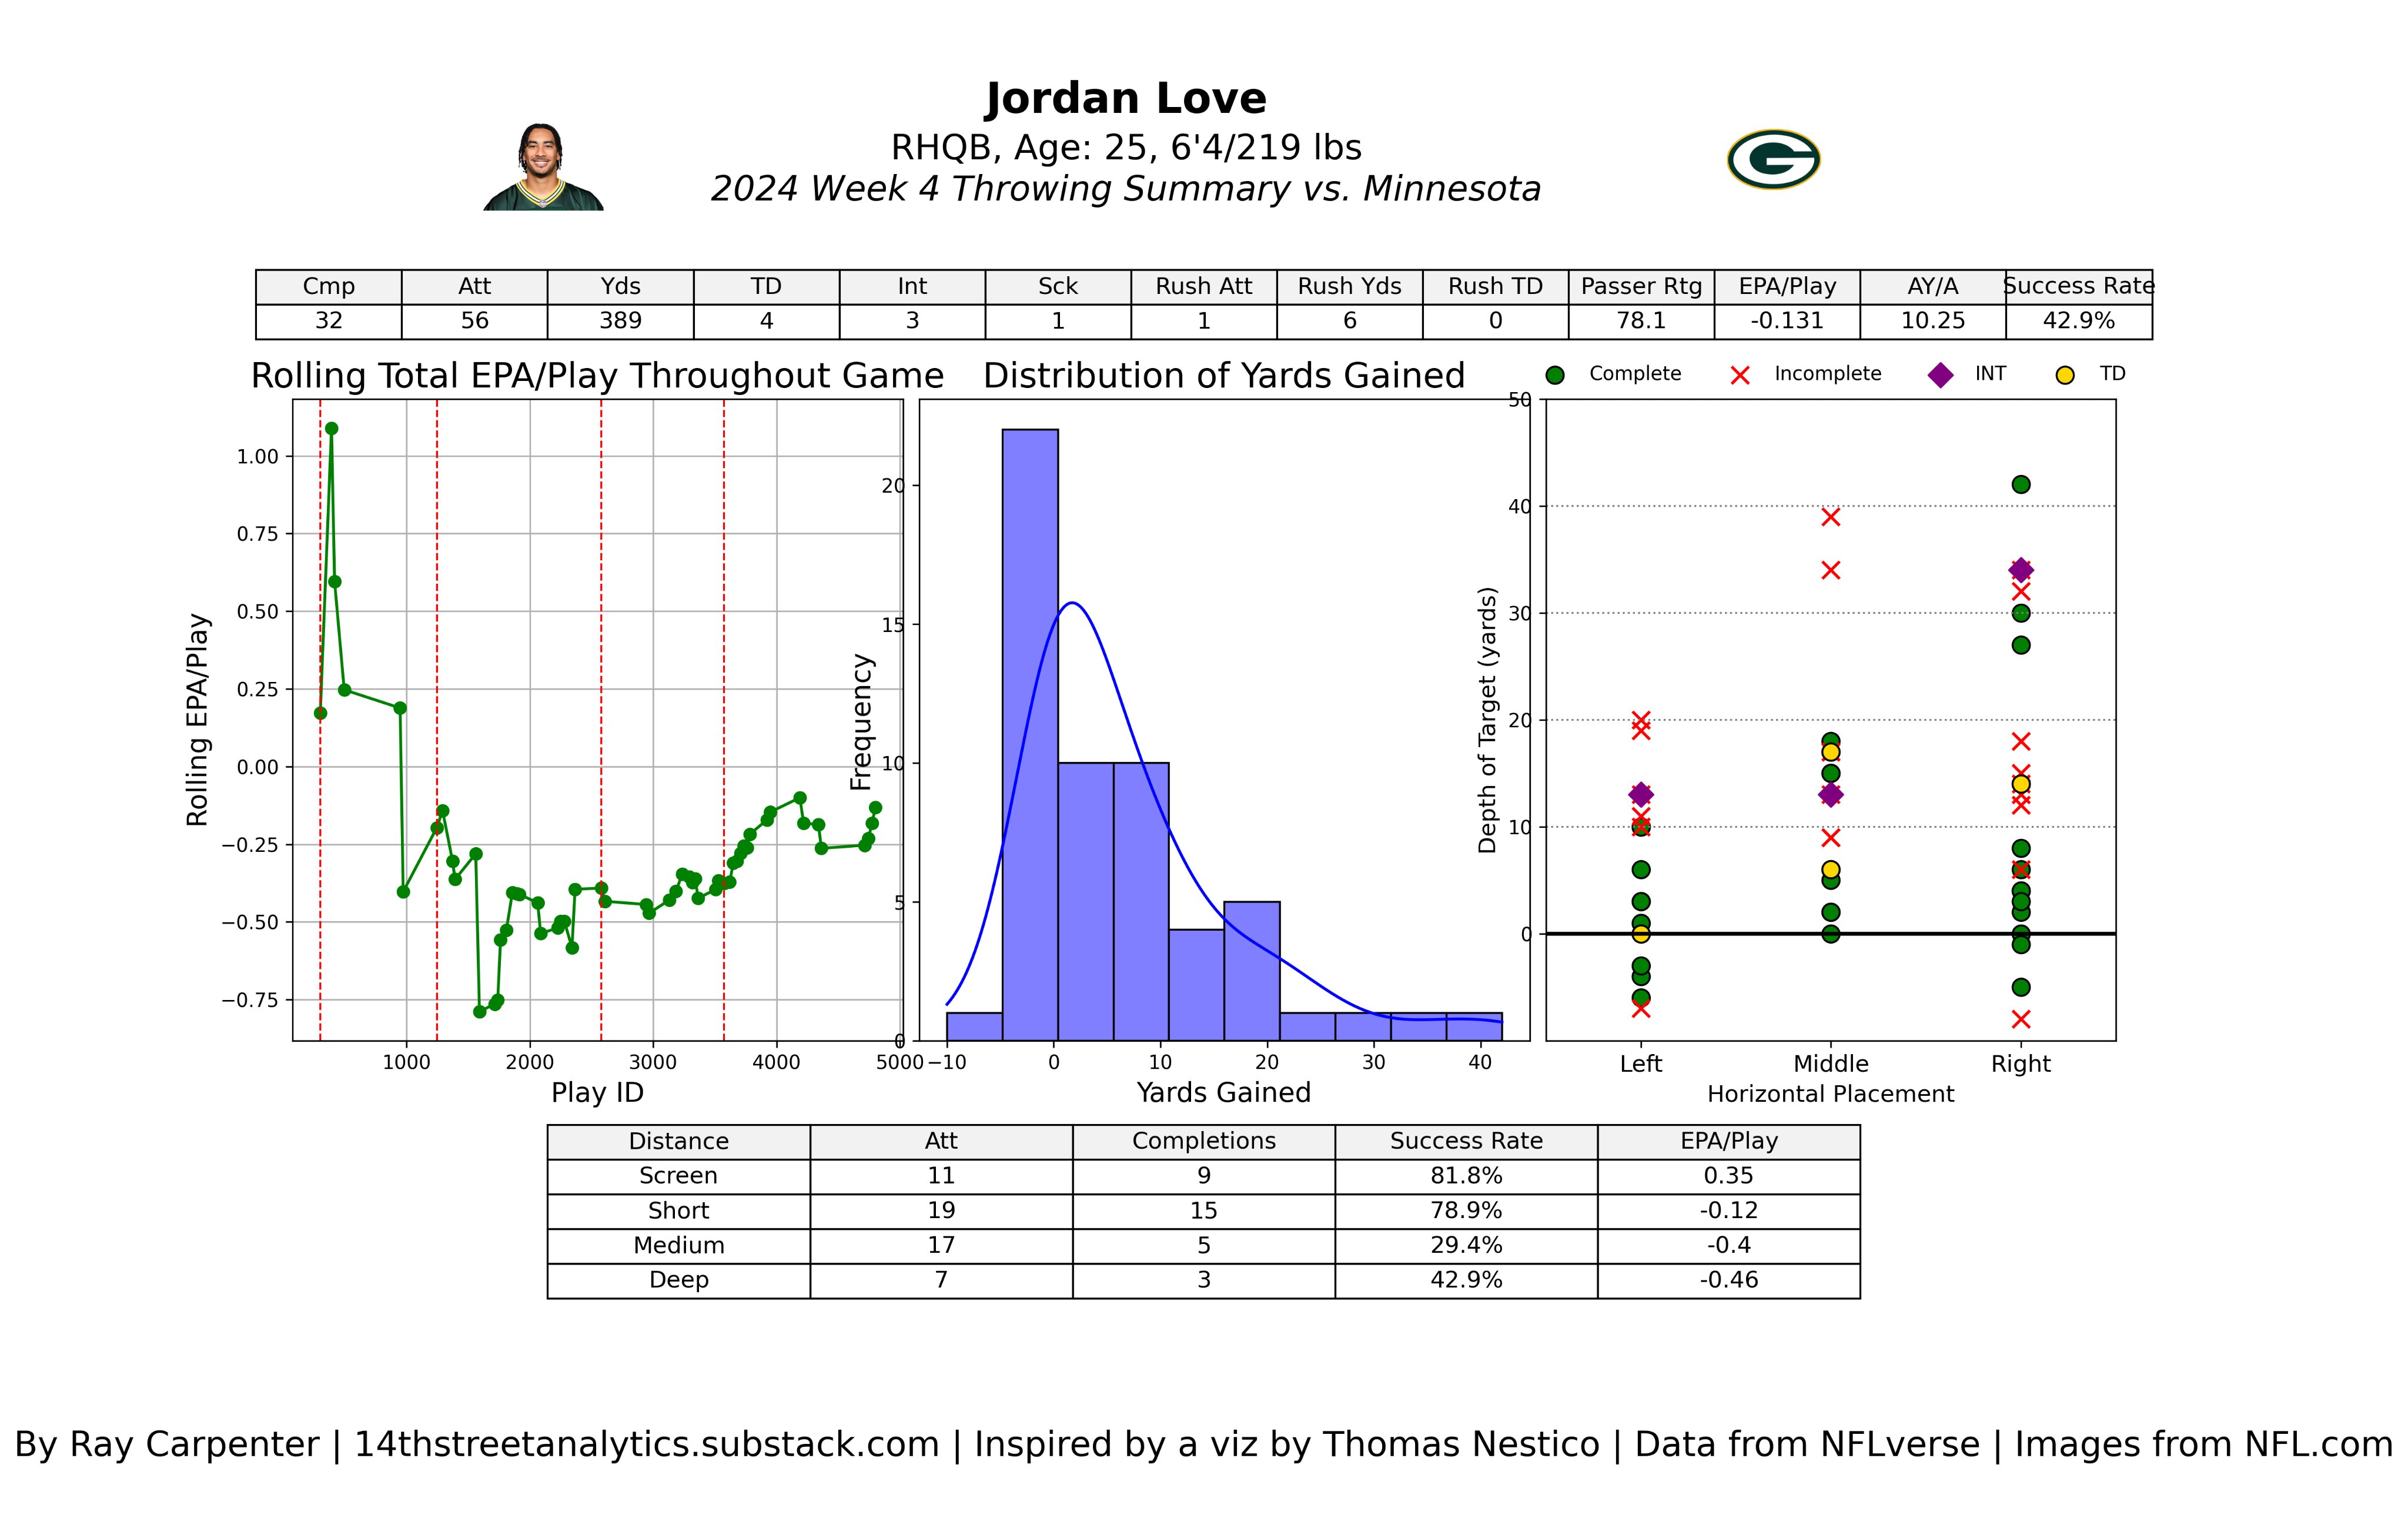 Jordan Love
RHQB, Age: 25, 6'4/219 lbs
2024 Week 4 Throwing Summary vs. Minnesota
G
Cmp Att Yds TD Int Sck Rush Att Rush Yds Rush TD Passer Rtg EPA/Play AY/A Success Rate
32 56 389 4 3 1 1 6 0 78.1 -0.131 10.25 42.9%
Rolling Total EPA/Play Throughout Game
Rolling EPA/Play
1.00
0.75
0.50
0.25
0.00
−0.25
−0.50
−0.75
1000 2000 3000 4000 5000
Play ID
Distribution of Yards Gained
Frequency
20
15
10
5
0
−10 0 10 20 30 40
Yards Gained
Complete Incomplete INT TD
Depth of Target (yards)
50
40
30
20
10
0
Left Middle Right
Horizontal Placement
Distance Att Completions Success Rate EPA/Play
Screen 11 9 81.8% 0.35
Short 19 15 78.9% -0.12
Medium 17 5 29.4% -0.4
Deep 7 3 42.9% -0.46
By Ray Carpenter | 14thstreetanalytics.substack.com | Inspired by a viz by Thomas Nestico | Data from NFLverse | Images from NFL.com